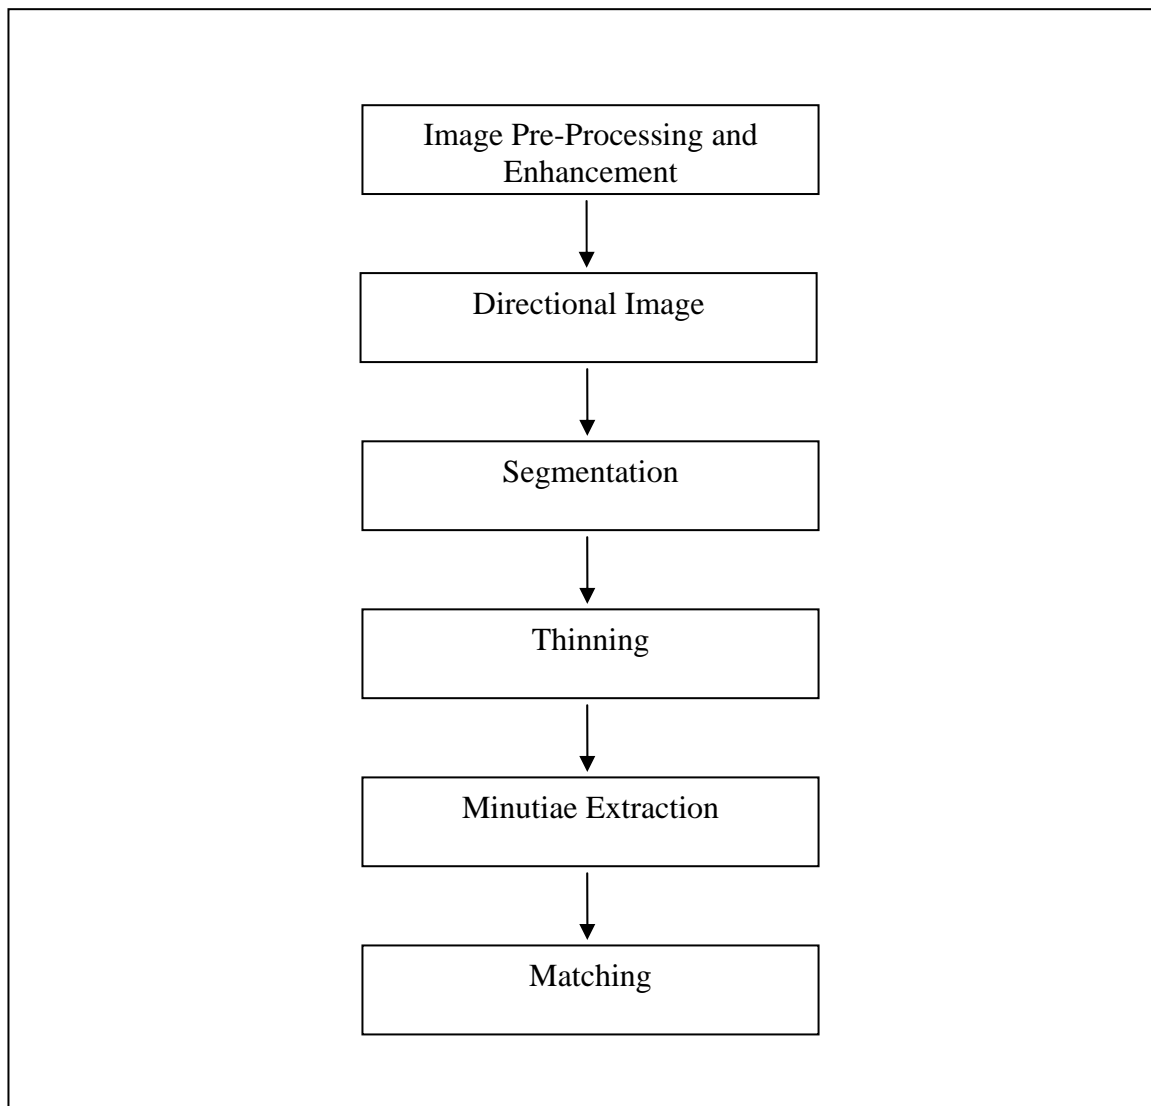 Image Pre-Processing and
Enhancement
Directional Image
Segmentation
Thinning
Minutiae Extraction
Matching